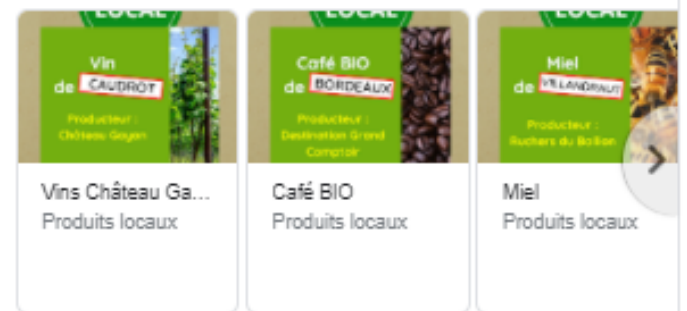 LOCAL
Vin
de CAUDROT
Producteur :
Château Gayon
Vins Château Ga...
Produits locaux
LOCAL
Café BIO
de BORDEAUX
Producteur :
Destination Grand
Comptoir
Café BIO
Produits locaux
LOCAL
Miel
de VILLANDRAUT
Producteur :
Ruchers du Ballion
Miel
Produits locaux